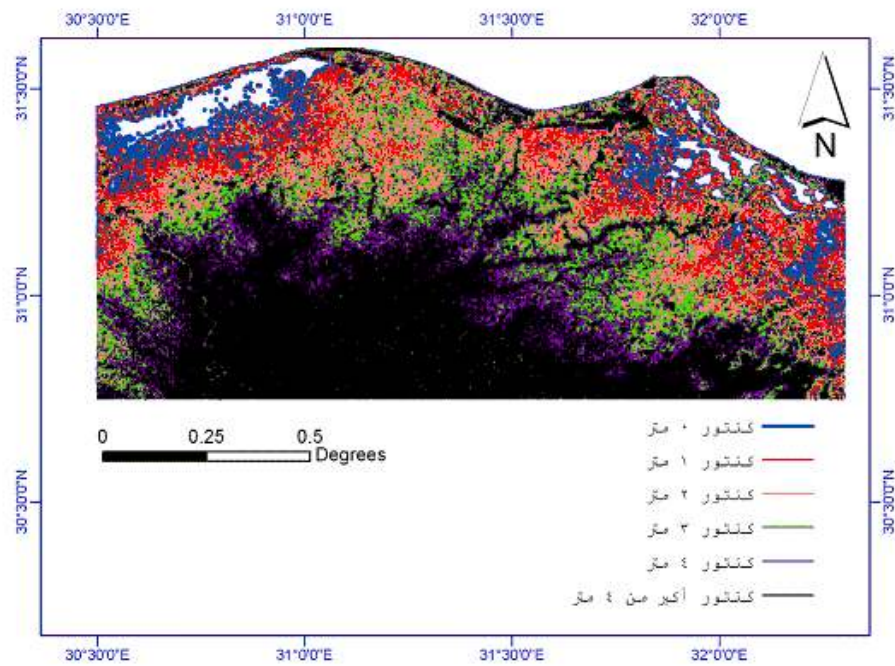 30°30'0"E 31°0'0"E 31°30'0"E 32°0'0"E
31°30'0"N 31°30'0"N
N
31°0'0"N 31°0'0"N
كنتور ٠ متر
0 0.25 0.5
Degrees
كنتور ١ متر
30°30'0"N كنتور ٢ متر 30°30'0"N
كنتور ٣ متر
كنتور ٤ متر
كنتور أكبر من ٤ متر
30°30'0"E 31°0'0"E 31°30'0"E 32°0'0"E